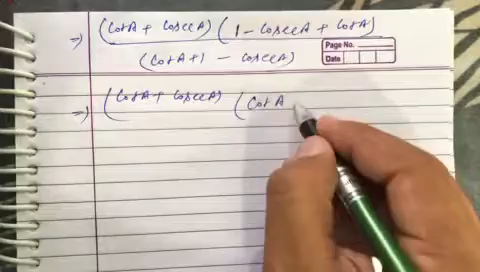 ⇒ (cotA + cosecA) (1 - cosecA + cotA)
(cotA+1 - cosecA)
Page No.
Date
⇒ (cotA + cosecA) (cotA